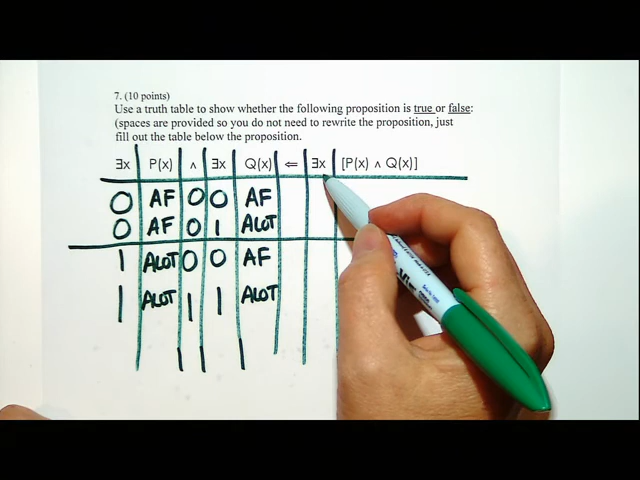 7. (10 points)
Use a truth table to show whether the following proposition is true or false:
(spaces are provided so you do not need to rewrite the proposition, just
fill out the table below the proposition.
∃x P(x) ∧ ∃x Q(x) ⇐ ∃x [P(x) ∧ Q(x)]
0 AF 0 0 AF
0 AF 0 1 ALOT
1 ALOT 0 0 AF
1 ALOT 1 1 ALOT